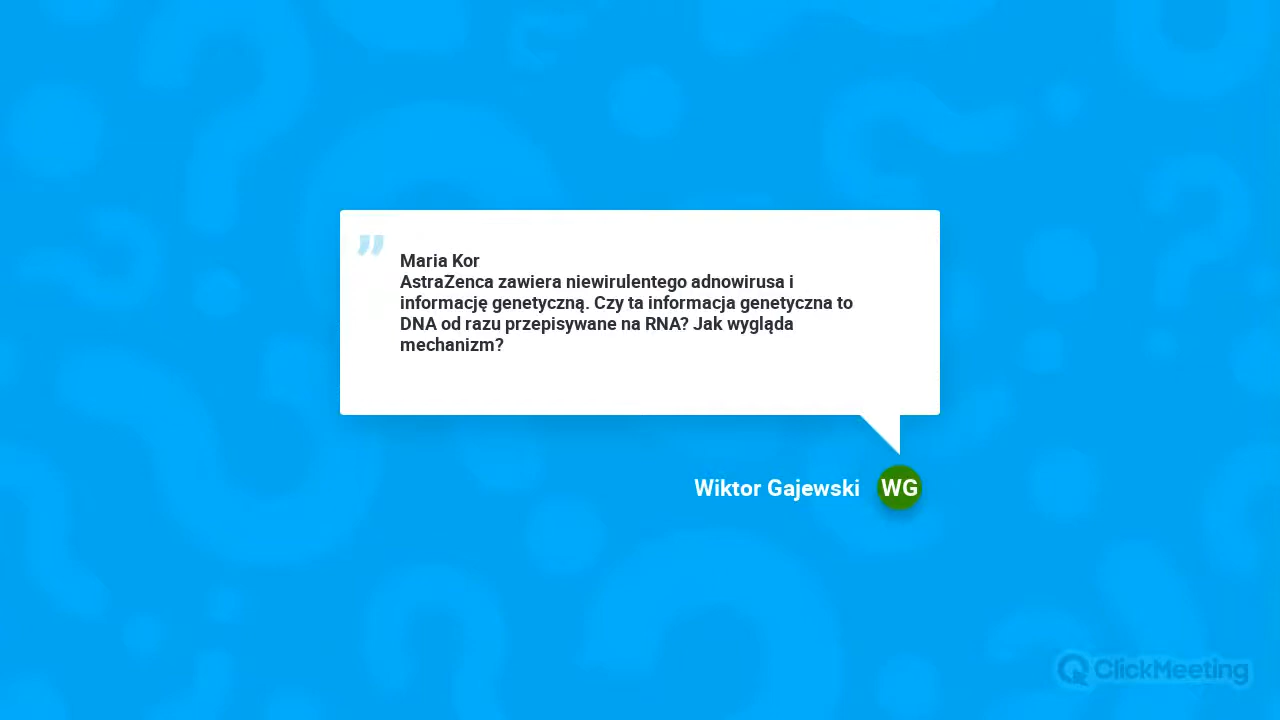 "
Maria Kor
AstraZenca zawiera niewirulentego adnowirusa i
informację genetyczną. Czy ta informacja genetyczna to
DNA od razu przepisywane na RNA? Jak wygląda
mechanizm?
Wiktor Gajewski WG
ClickMeeting